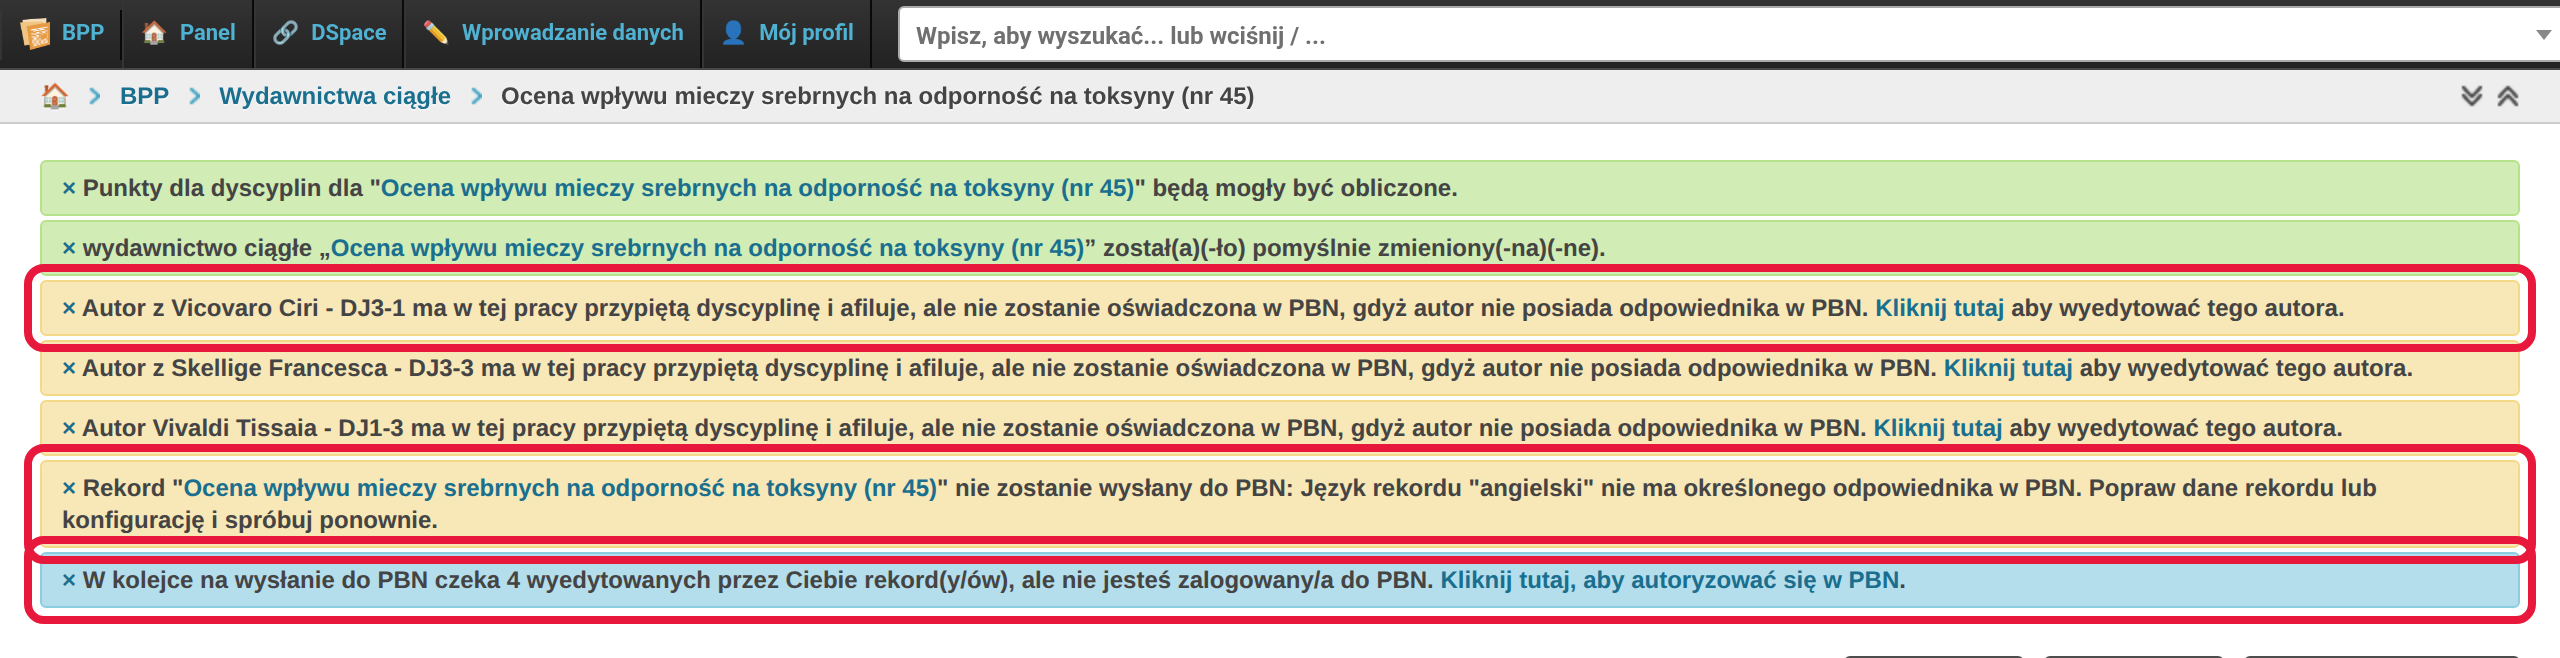 BPP Panel DSpace Wprowadzanie danych Mój profil Wpisz, aby wyszukać... lub wciśnij / ...
BPP Wydawnictwa ciągłe Ocena wpływu mieczy srebrnych na odporność na toksyny (nr 45)
× Punkty dla dyscyplin dla "Ocena wpływu mieczy srebrnych na odporność na toksyny (nr 45)" będą mogły być obliczone.
× wydawnictwo ciągłe „Ocena wpływu mieczy srebrnych na odporność na toksyny (nr 45)” został(a)(-ło) pomyślnie zmieniony(-na)(-ne).
× Autor z Vicovaro Ciri - DJ3-1 ma w tej pracy przypiętą dyscyplinę i afiluje, ale nie zostanie oświadczona w PBN, gdyż autor nie posiada odpowiednika w PBN. Kliknij tutaj aby wyedytować tego autora.
× Autor z Skellige Francesca - DJ3-3 ma w tej pracy przypiętą dyscyplinę i afiluje, ale nie zostanie oświadczona w PBN, gdyż autor nie posiada odpowiednika w PBN. Kliknij tutaj aby wyedytować tego autora.
× Autor Vivaldi Tissaia - DJ1-3 ma w tej pracy przypiętą dyscyplinę i afiluje, ale nie zostanie oświadczona w PBN, gdyż autor nie posiada odpowiednika w PBN. Kliknij tutaj aby wyedytować tego autora.
× Rekord "Ocena wpływu mieczy srebrnych na odporność na toksyny (nr 45)" nie zostanie wysłany do PBN: Język rekordu "angielski" nie ma określonego odpowiednika w PBN. Popraw dane rekordu lub
konfigurację i spróbuj ponownie.
× W kolejce na wysłanie do PBN czeka 4 wyedytowanych przez Ciebie rekord(y/ów), ale nie jesteś zalogowany/a do PBN. Kliknij tutaj, aby autoryzować się w PBN.